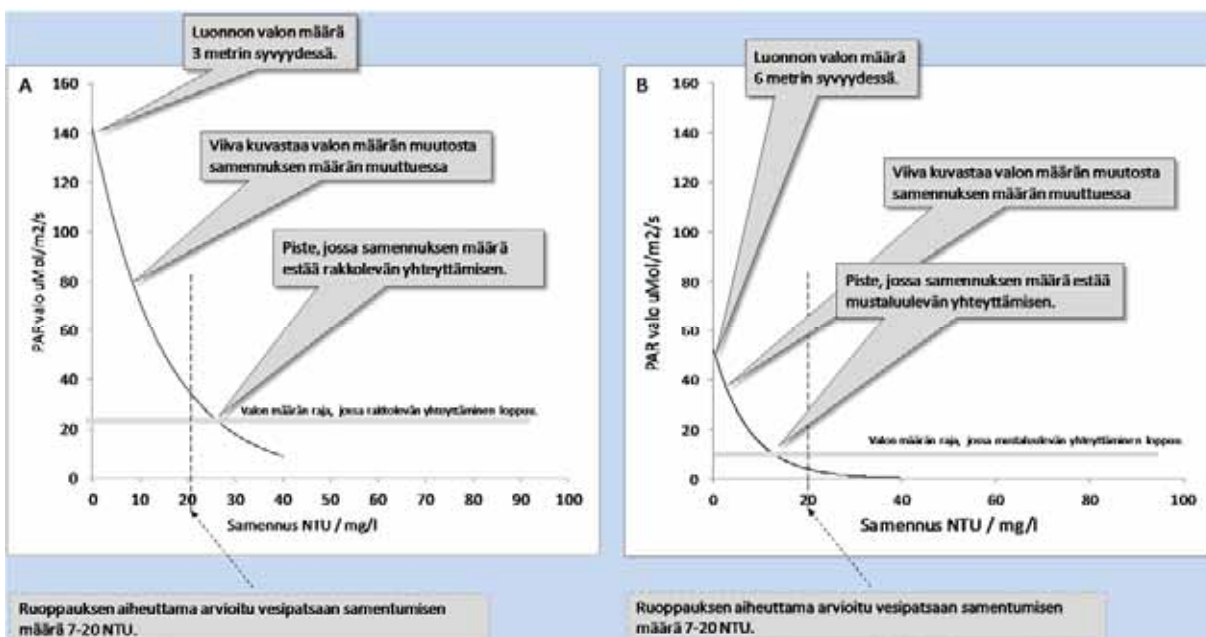 Luonnon valon määrä
3 metrin syvyydessä.
A
160
140
120
100
80
60
40
20
0
PAR valo uMol/m2/s
Viiva kuvastaa valon määrän muutosta
samennuksen määrän muuttuessa
Piste, jossa samennuksen määrä
estää rakkolevän yhteyttämisen.
Valon määrän raja, jossa rakkolevän yhteyttäminen loppuu.
0 10 20 30 40 50 60 70 80 90 100
Samennus NTU / mg/l
Ruoppauksen aiheuttama arvioitu vesipatsaan samentumisen
määrä 7-20 NTU.
B
Luonnon valon määrä
6 metrin syvyydessä.
160
140
120
100
80
60
40
20
0
PAR valo uMol/m2/s
Viiva kuvastaa valon määrän muutosta
samennuksen määrän muuttuessa
Piste, jossa samennuksen määrä estää
mustaluulevän yhteyttämisen.
Valon määrän raja, jossa mustaluulevän yhteyttäminen loppuu.
0 20 40 60 80 100
Samennus NTU / mg/l
Ruoppauksen aiheuttama arvioitu vesipatsaan samentumisen
määrä 7-20 NTU.